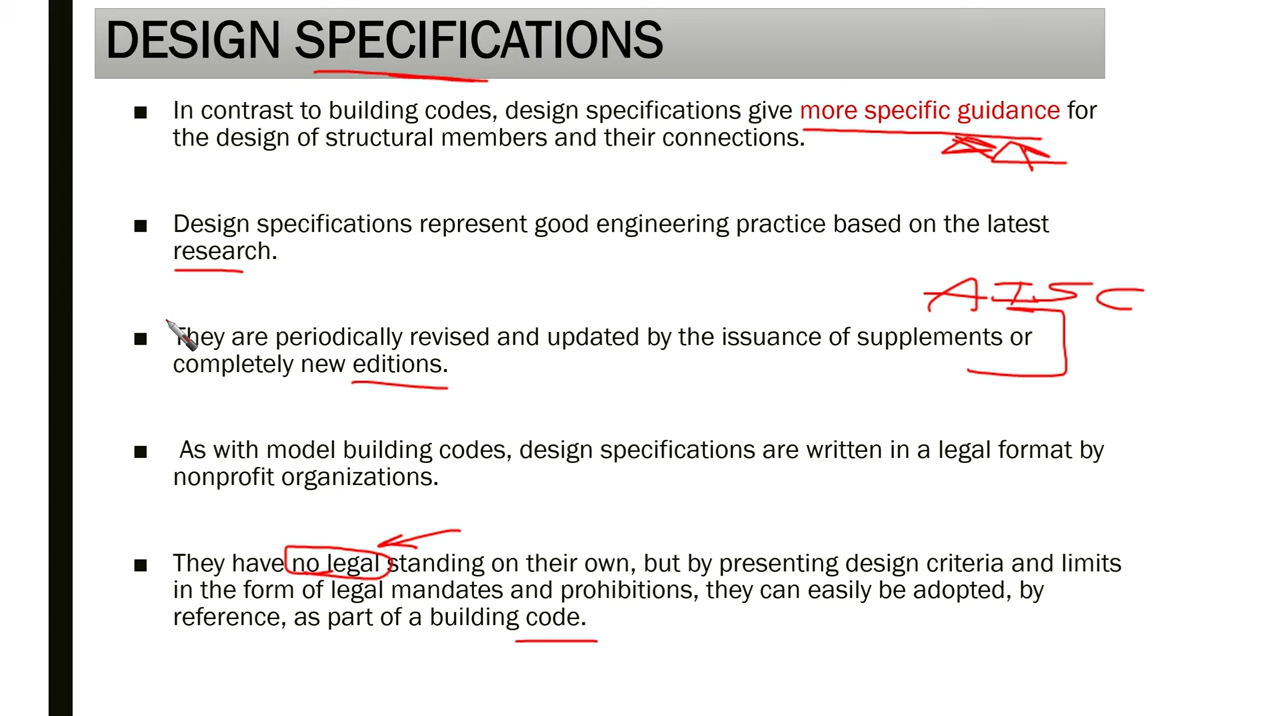 DESIGN SPECIFICATIONS
■ In contrast to building codes, design specifications give more specific guidance for
the design of structural members and their connections.
■ Design specifications represent good engineering practice based on the latest
research.
AISC
■ They are periodically revised and updated by the issuance of supplements or
completely new editions.
■ As with model building codes, design specifications are written in a legal format by
nonprofit organizations.
■ They have no legal standing on their own, but by presenting design criteria and limits
in the form of legal mandates and prohibitions, they can easily be adopted, by
reference, as part of a building code.